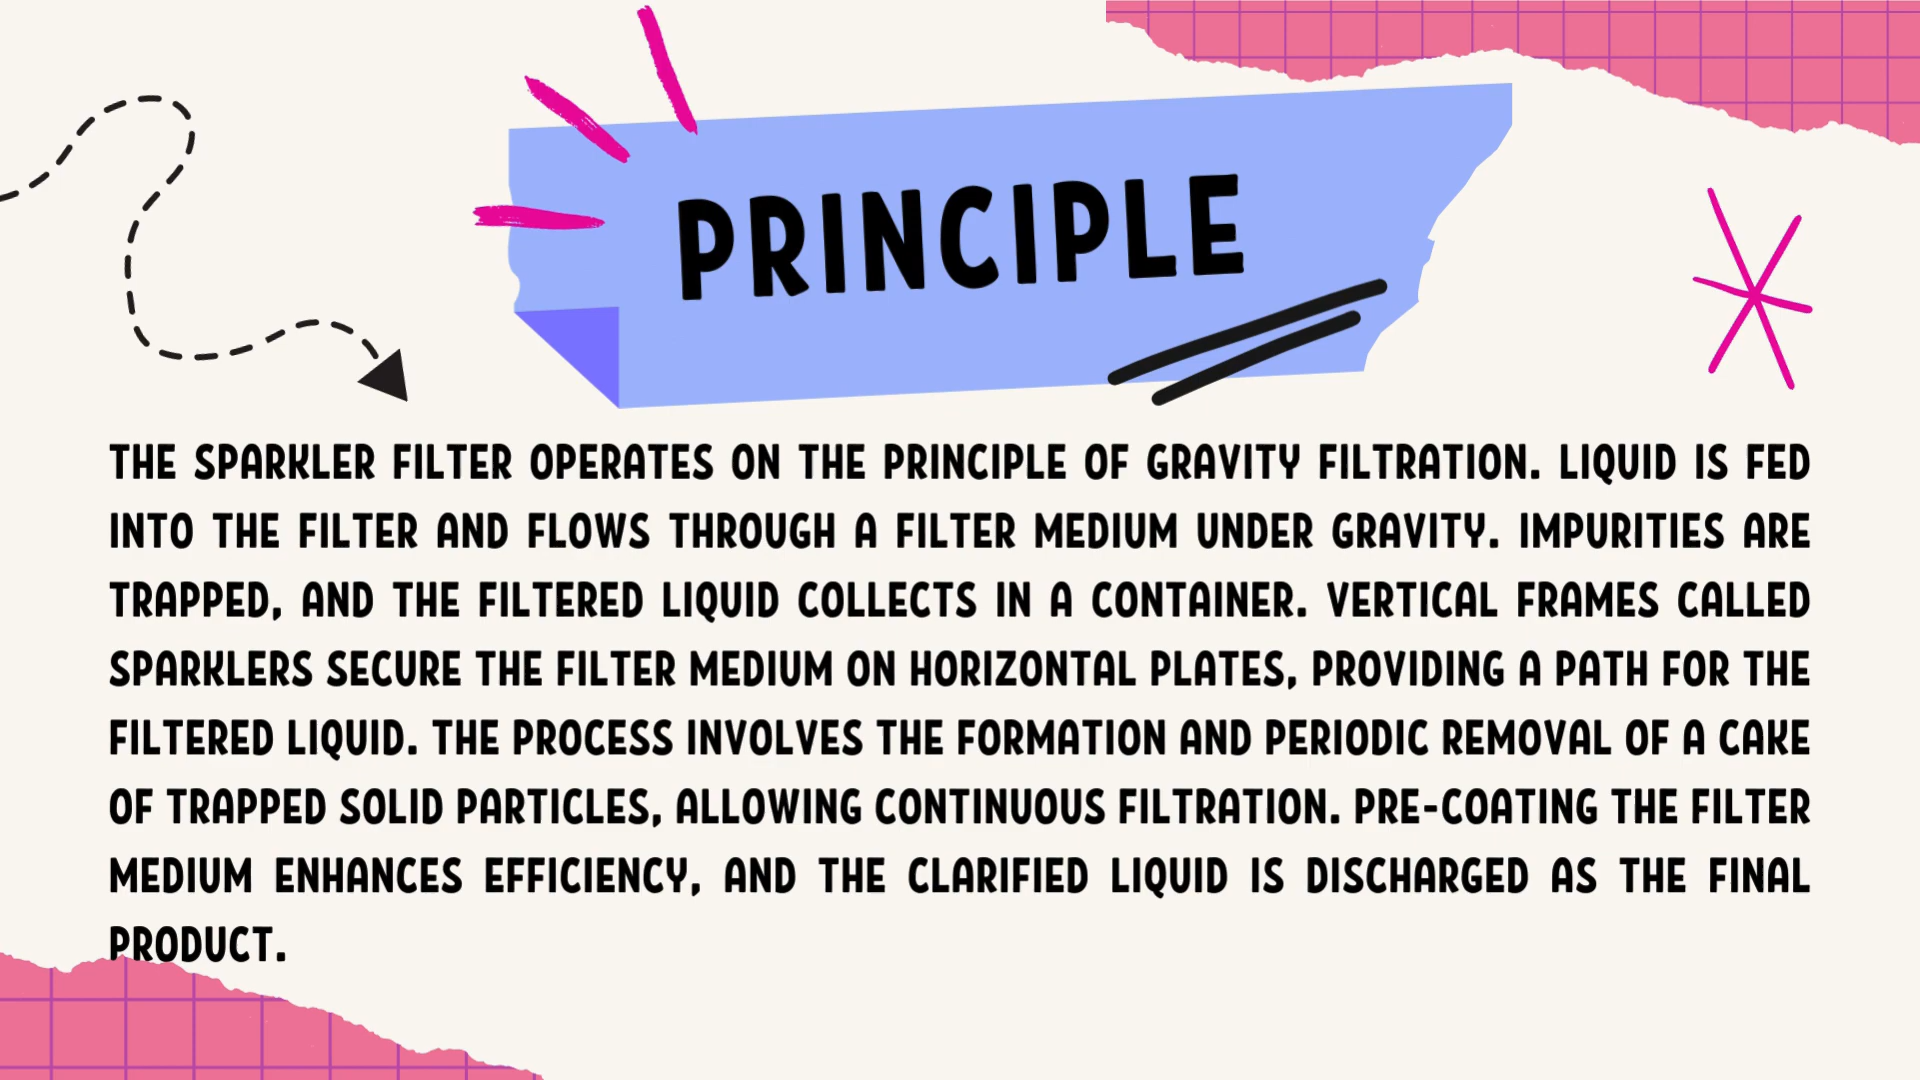 PRINCIPLE
THE SPARKLER FILTER OPERATES ON THE PRINCIPLE OF GRAVITY FILTRATION. LIQUID IS FED
INTO THE FILTER AND FLOWS THROUGH A FILTER MEDIUM UNDER GRAVITY. IMPURITIES ARE
TRAPPED, AND THE FILTERED LIQUID COLLECTS IN A CONTAINER. VERTICAL FRAMES CALLED
SPARKLERS SECURE THE FILTER MEDIUM ON HORIZONTAL PLATES, PROVIDING A PATH FOR THE
FILTERED LIQUID. THE PROCESS INVOLVES THE FORMATION AND PERIODIC REMOVAL OF A CAKE
OF TRAPPED SOLID PARTICLES, ALLOWING CONTINUOUS FILTRATION. PRE-COATING THE FILTER
MEDIUM ENHANCES EFFICIENCY, AND THE CLARIFIED LIQUID IS DISCHARGED AS THE FINAL
PRODUCT.